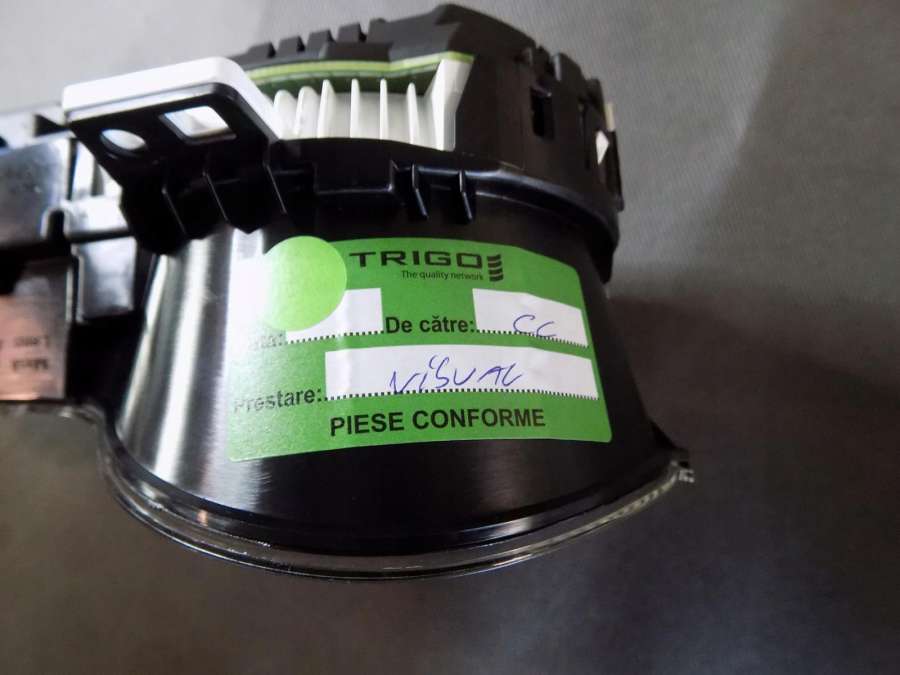 TRIGO
The quality network
De către: CC
Prestare: VISUAL
PIESE CONFORME